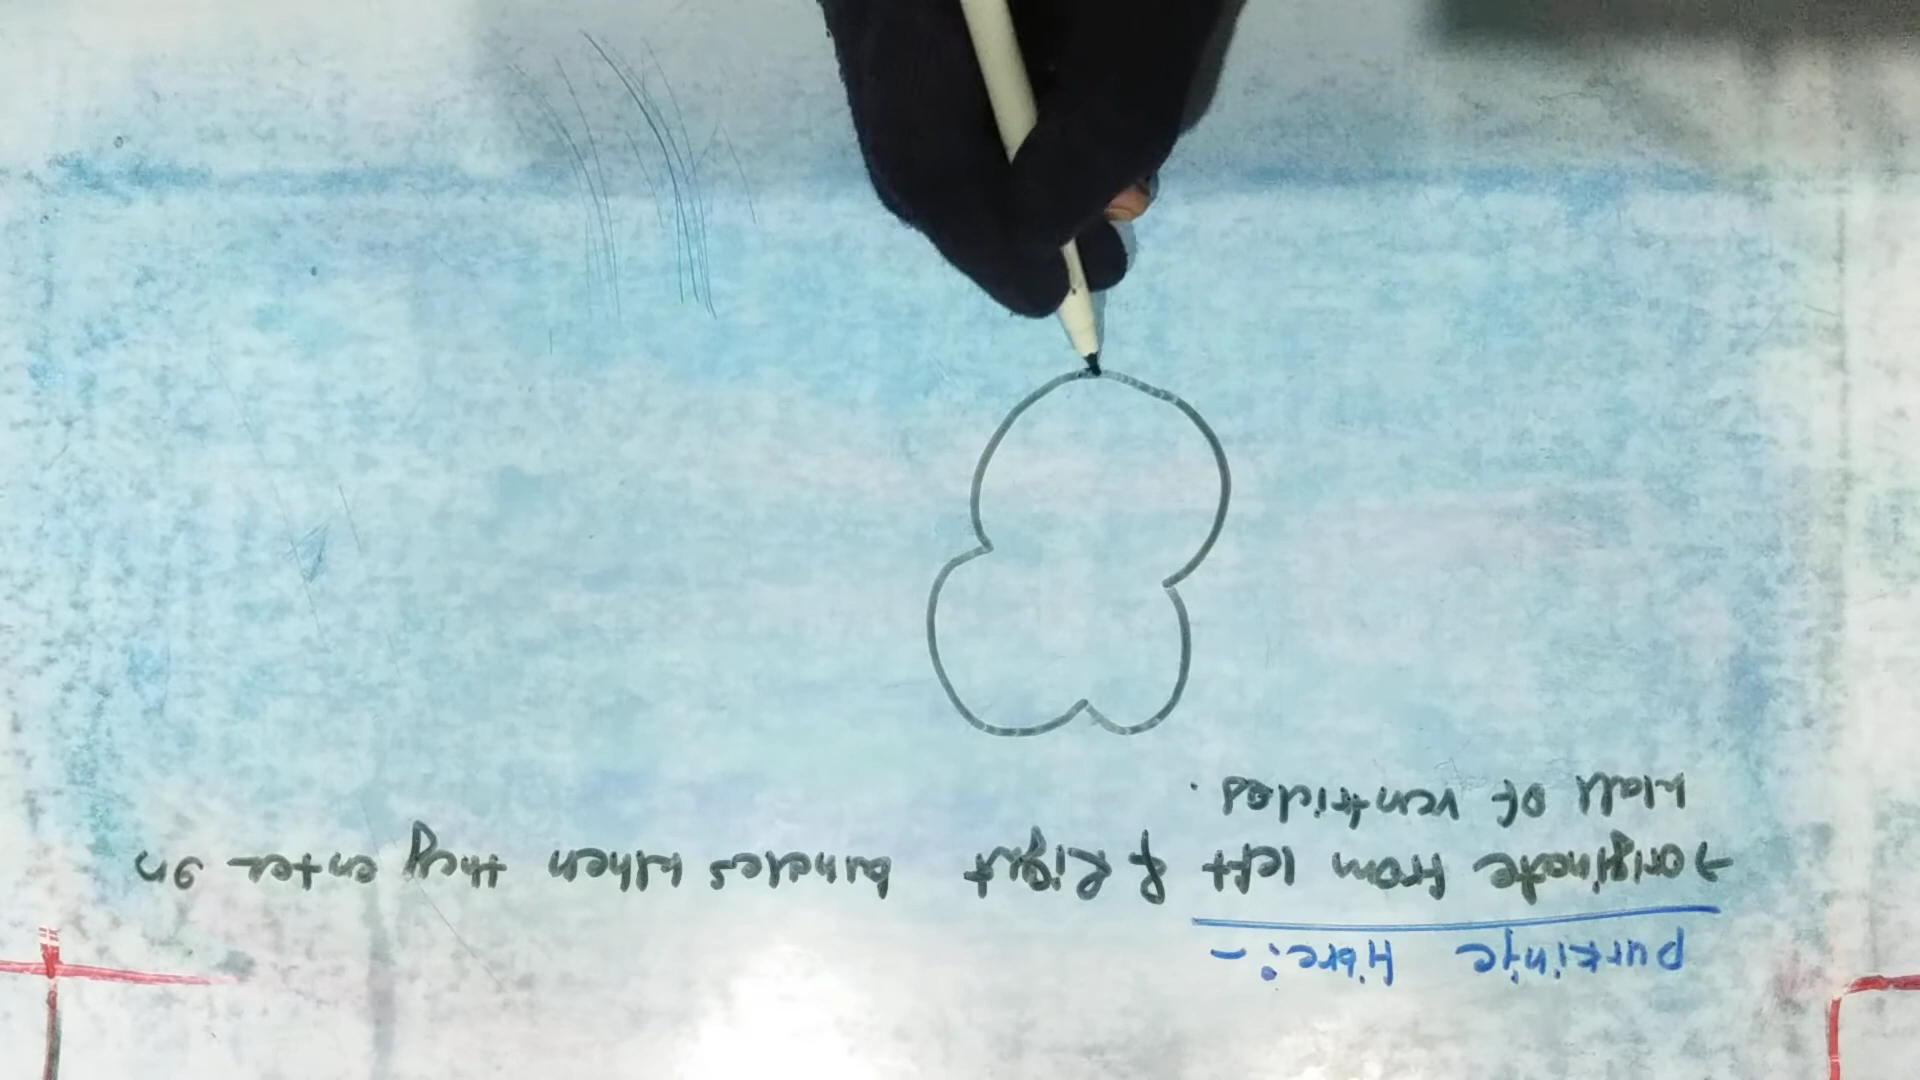 Purkinje Fibre:-
→originate from left & Right bundles when they enter in
Wall of ventricles.